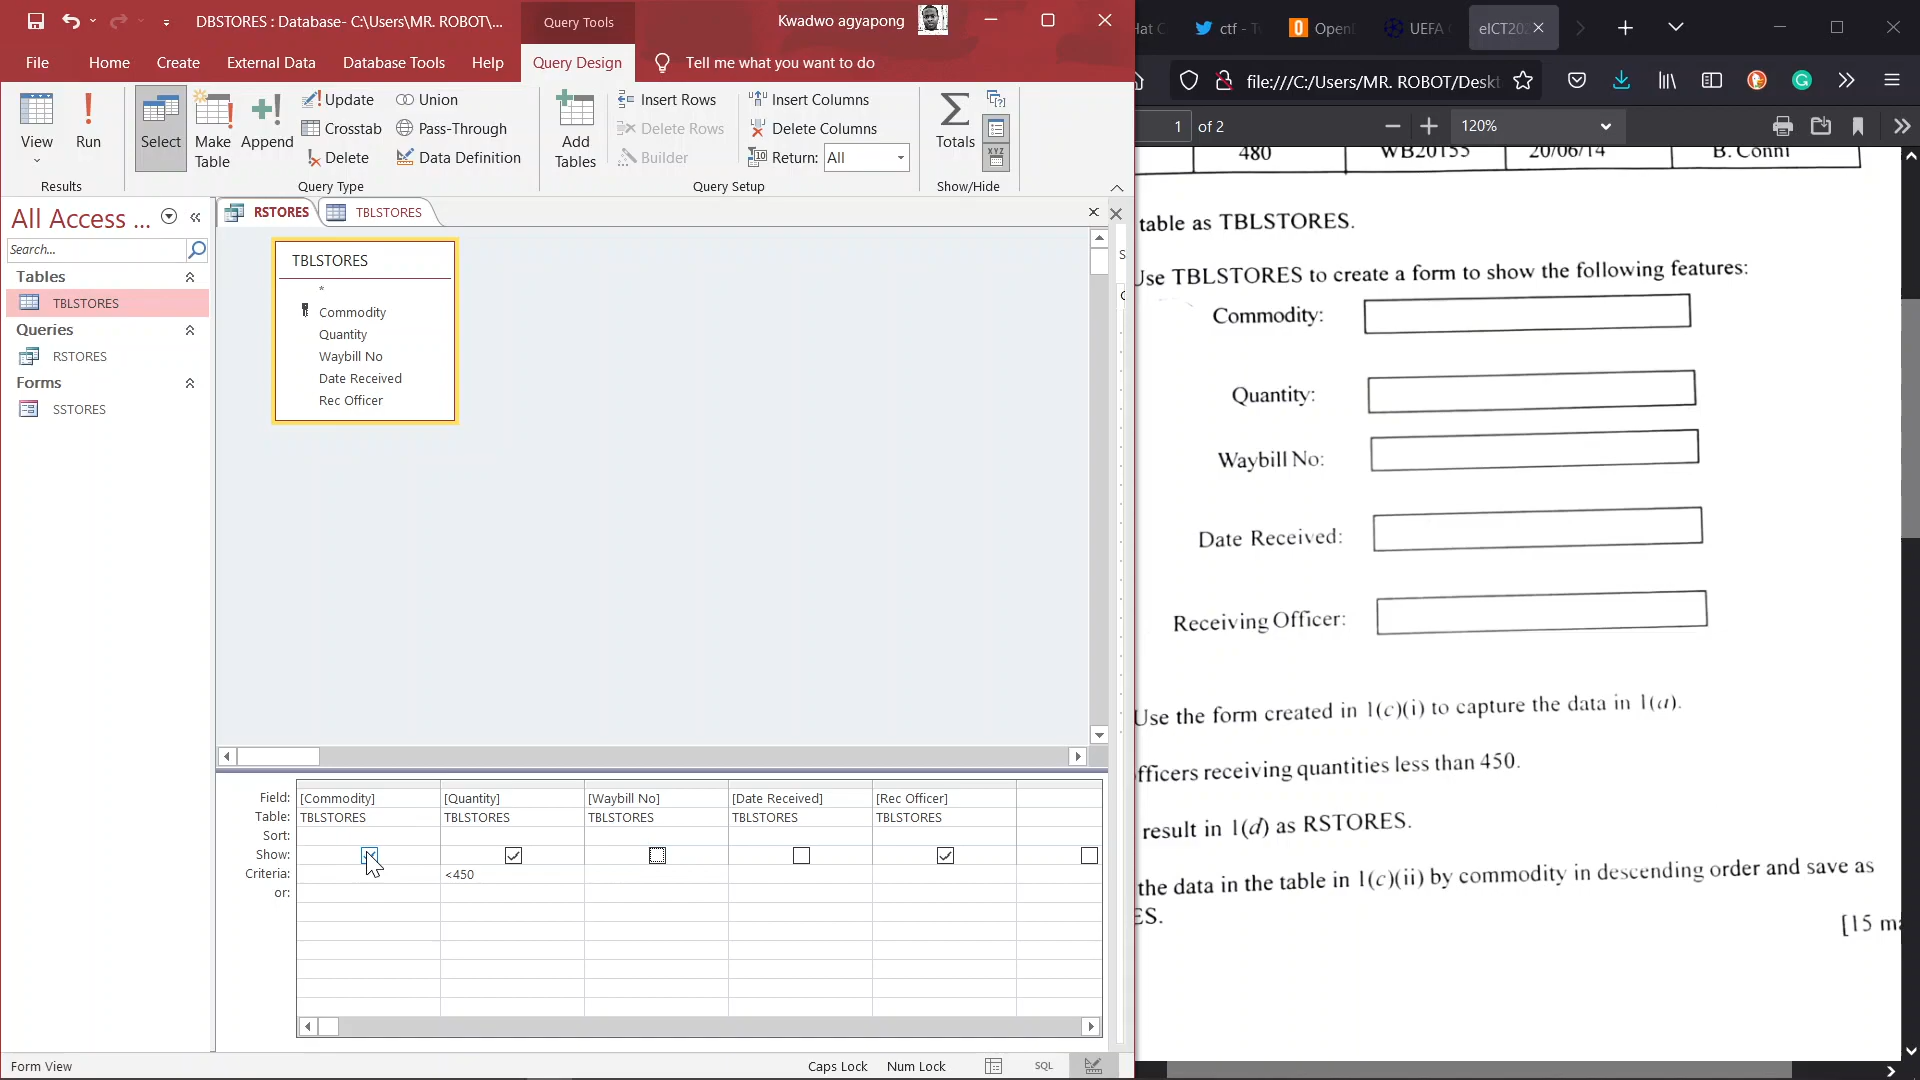 DBSTORES : Database- C:\Users\MR. ROBOT\...
Query Tools
Kwadwo agyapong
File
Home
Create
External Data
Database Tools
Help
Query Design
Tell me what you want to do
View
Run
Select
Make Table
Append
Update
Crosstab
Delete
Union
Pass-Through
Data Definition
Add Tables
Insert Rows
Delete Rows
Builder
Insert Columns
Delete Columns
Return: All
Totals
Results
Query Type
Query Setup
Show/Hide
All Access ...
Search...
Tables
TBLSTORES
Queries
RSTORES
Forms
SSTORES
RSTORES
TBLSTORES
TBLSTORES
*
Commodity
Quantity
Waybill No
Date Received
Rec Officer
Field: [Commodity] [Quantity] [Waybill No] [Date Received] [Rec Officer]
Table: TBLSTORES TBLSTORES TBLSTORES TBLSTORES TBLSTORES
Sort:
Show:
Criteria: <450
or:
Form View
Caps Lock
Num Lock
SQL
ctf - T
Open
UEFA
eICT202
file:///C:/Users/MR. ROBOT/Deskt
1 of 2
120%
480 WB20155 20/06/14 B. Conni
table as TBLSTORES.
Use TBLSTORES to create a form to show the following features:
Commodity:
Quantity:
Waybill No:
Date Received:
Receiving Officer:
Use the form created in 1(c)(i) to capture the data in 1(a).
fficers receiving quantities less than 450.
result in 1(d) as RSTORES.
the data in the table in 1(c)(ii) by commodity in descending order and save as
ES.
[15 ma